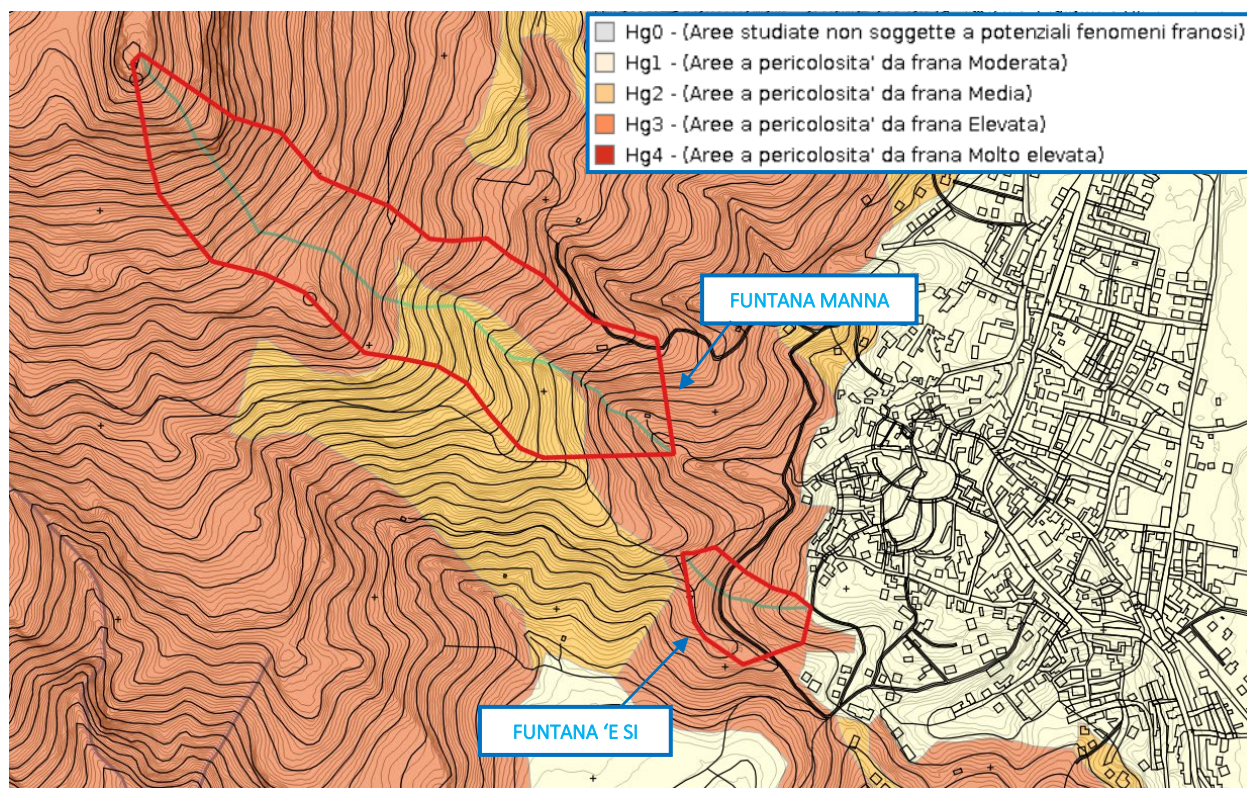 Hg0 - (Aree studiate non soggette a potenziali fenomeni franosi)
Hg1 - (Aree a pericolosita' da frana Moderata)
Hg2 - (Aree a pericolosita' da frana Media)
Hg3 - (Aree a pericolosita' da frana Elevata)
Hg4 - (Aree a pericolosita' da frana Molto elevata)
FUNTANA MANNA
FUNTANA ‘E SI